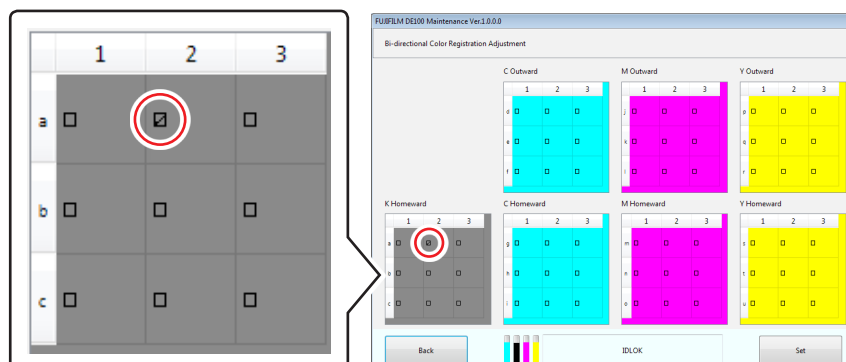 FUJIFILM DE100 Maintenance Ver.1.0.0.0
Bi-directional Color Registration Adjustment
1 2 3
a
b
c
C Outward
1 2 3
d
e
f
M Outward
1 2 3
j
k
l
Y Outward
1 2 3
p
q
r
K Homeward
1 2 3
a
b
c
C Homeward
1 2 3
g
h
i
M Homeward
1 2 3
m
n
o
Y Homeward
1 2 3
s
t
u
Back
IDLOK
Set